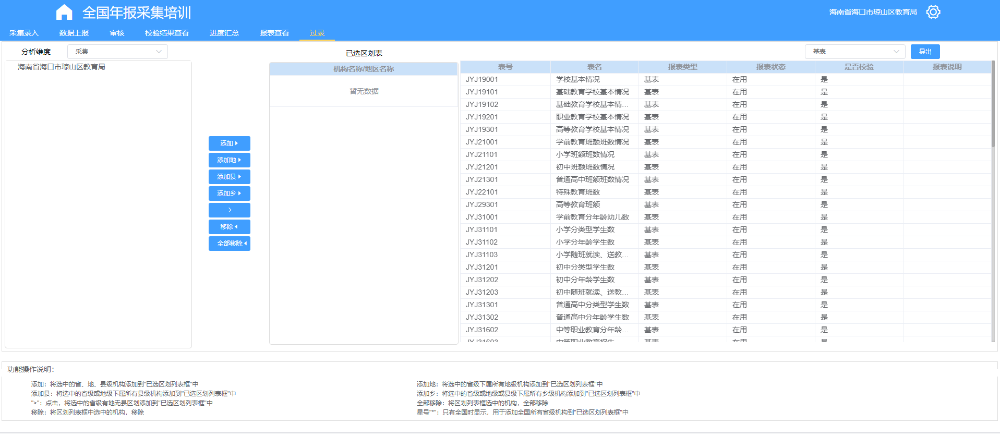 全国年报采集培训
海南省海口市琼山区教育局
采集录入 数据上报 审核 校验结果查看 进度汇总 报表查看 过录
分析维度 采集 已选区划表 基表 导出
海南省海口市琼山区教育局
机构名称/地区名称
暂无数据
添加
添加地
添加县
添加乡
>
移除
全部移除
表号 表名 报表类型 报表状态 是否校验 报表说明
JYJ19001 学校基本情况 基表 在用 是
JYJ19101 基础教育学校基本情况 基表 在用 是
JYJ19102 基础教育学校基本情... 基表 在用 是
JYJ19201 职业教育学校基本情况 基表 在用 是
JYJ19301 高等教育学校基本情况 基表 在用 是
JYJ21001 学前教育班额班数情况 基表 在用 是
JYJ21101 小学班额班数情况 基表 在用 是
JYJ21201 初中班额班数情况 基表 在用 是
JYJ21301 普通高中班额班数情况 基表 在用 是
JYJ22101 特殊教育班数 基表 在用 是
JYJ29301 高等教育班额 基表 在用 是
JYJ31001 学前教育分年龄幼儿数 基表 在用 是
JYJ31101 小学分类型学生数 基表 在用 是
JYJ31102 小学分年龄学生数 基表 在用 是
JYJ31103 小学随班就读、送教... 基表 在用 是
JYJ31201 初中分类型学生数 基表 在用 是
JYJ31202 初中分年龄学生数 基表 在用 是
JYJ31203 初中随班就读、送教... 基表 在用 是
JYJ31301 普通高中分类型学生数 基表 在用 是
JYJ31302 普通高中分年龄学生数 基表 在用 是
JYJ31602 中等职业教育分年龄... 基表 在用 是
JYJ31603 中等职业教育招生 基表 在用 是
功能操作说明：
添加：将选中的省、地、县级机构添加到"已选区划列表框"中
添加地：将选中的省级下属所有地级机构添加到"已选区划列表框"中
添加县：将选中的省级或地级下属所有县级机构添加到"已选区划列表框"中
添加乡：将选中的省级或地级或县级下属所有乡级机构添加到"已选区划列表框"中
">"：点击，将选中的省级有地无县区划添加到"已选区划列表框"中
全部移除：将区划列表框选中的机构，全部移除
移除：将区划列表框中选中的机构，移除
星号"*"：只有全国时显示，用于添加全国所有省级机构到"已选区划列表框"中